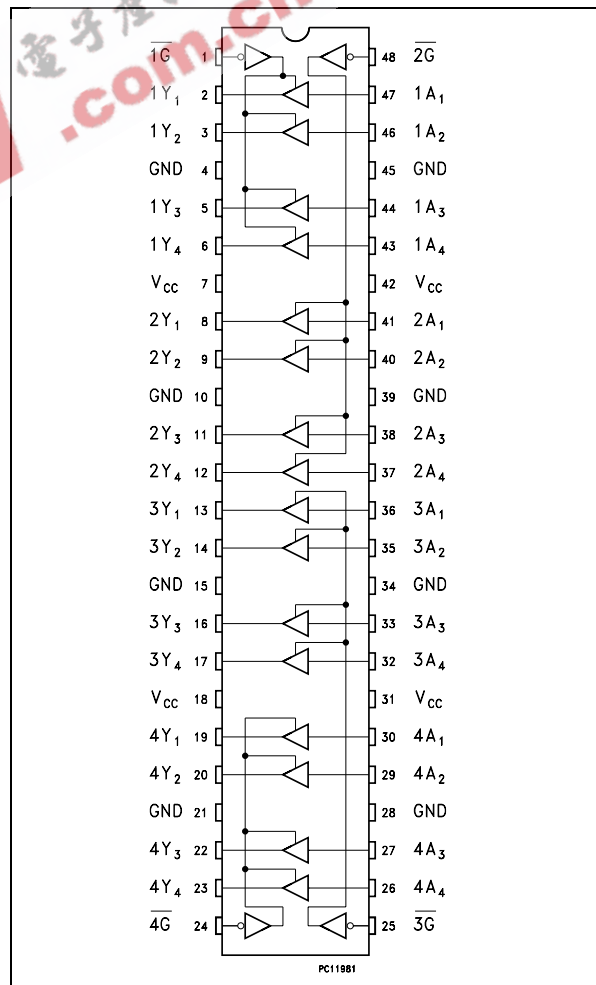 電子產
.com.cn
1G 1 48 2G
1Y1 2 47 1A1
1Y2 3 46 1A2
GND 4 45 GND
1Y3 5 44 1A3
1Y4 6 43 1A4
VCC 7 42 VCC
2Y1 8 41 2A1
2Y2 9 40 2A2
GND 10 39 GND
2Y3 11 38 2A3
2Y4 12 37 2A4
3Y1 13 36 3A1
3Y2 14 35 3A2
GND 15 34 GND
3Y3 16 33 3A3
3Y4 17 32 3A4
VCC 18 31 VCC
4Y1 19 30 4A1
4Y2 20 29 4A2
GND 21 28 GND
4Y3 22 27 4A3
4Y4 23 26 4A4
4G 24 25 3G
PC11981